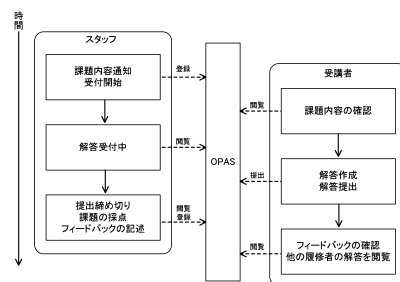 時
間
スタッフ
課題内容通知
受付開始
登録
解答受付中
閲覧
提出締め切り
課題の採点
フィードバックの記述
閲覧
登録
OPAS
受講者
閲覧
課題内容の確認
提出
解答作成
解答提出
閲覧
フィードバックの確認
他の履修者の解答を閲覧